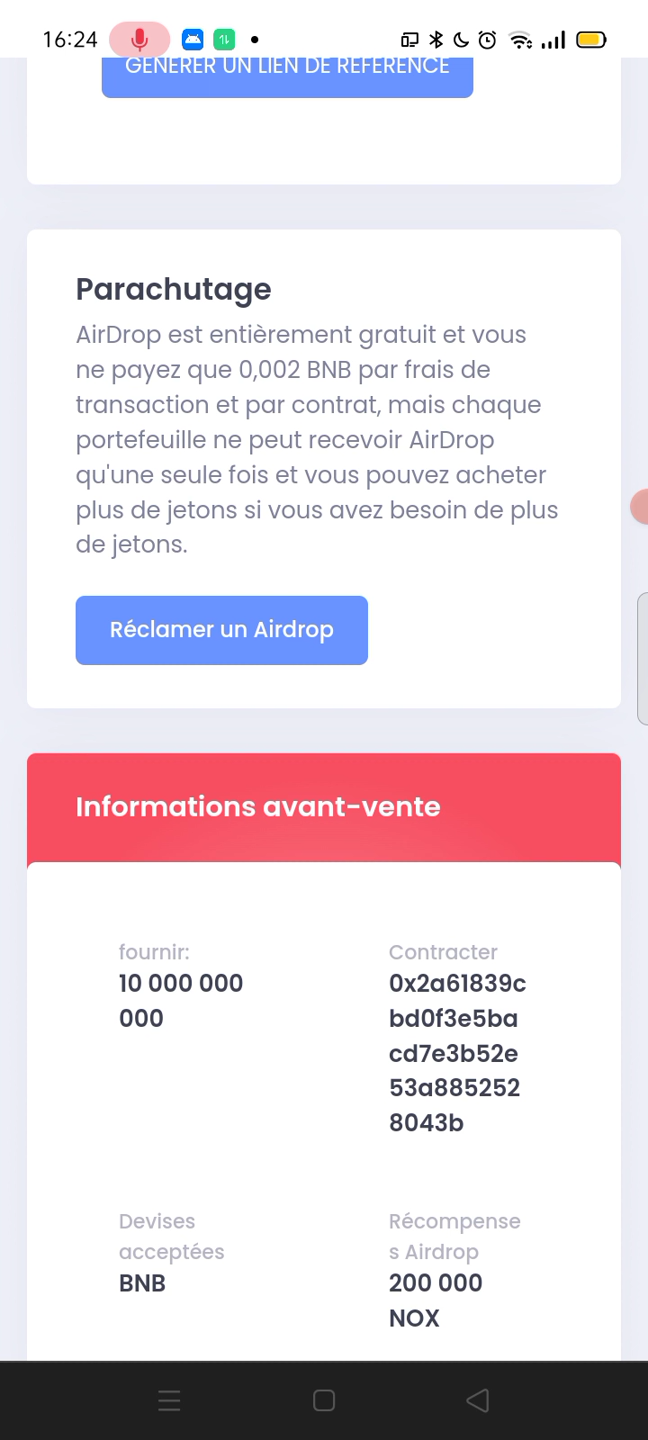 16:24
GÉNÉRER UN LIEN DE RÉFÉRENCE
Parachutage
AirDrop est entièrement gratuit et vous
ne payez que 0,002 BNB par frais de
transaction et par contrat, mais chaque
portefeuille ne peut recevoir AirDrop
qu'une seule fois et vous pouvez acheter
plus de jetons si vous avez besoin de plus
de jetons.
Réclamer un Airdrop
Informations avant-vente
fournir:
10 000 000
000
Contracter
0x2a61839c
bd0f3e5ba
cd7e3b52e
53a885252
8043b
Devises
acceptées
BNB
Récompense
s Airdrop
200 000
NOX